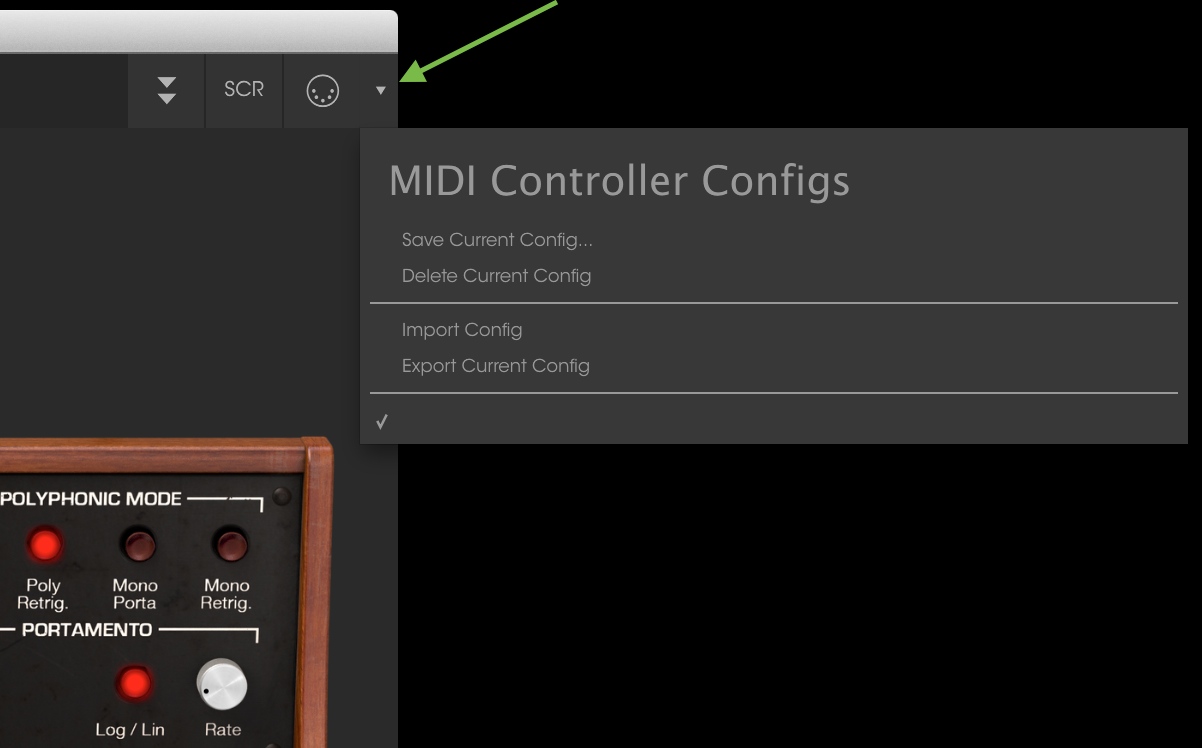 SCR
MIDI Controller Configs
Save Current Config...
Delete Current Config
Import Config
Export Current Config
POLYPHONIC MODE
Poly Mono Mono
Retrig. Porta Retrig.
PORTAMENTO
Log / Lin Rate